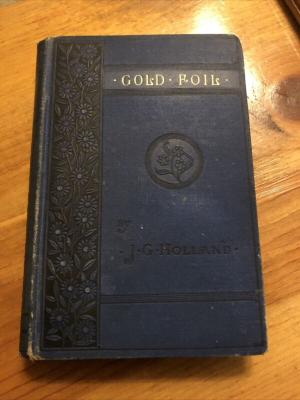 · GOLD · FOIL ·
BY
· J · G · HOLLAND ·